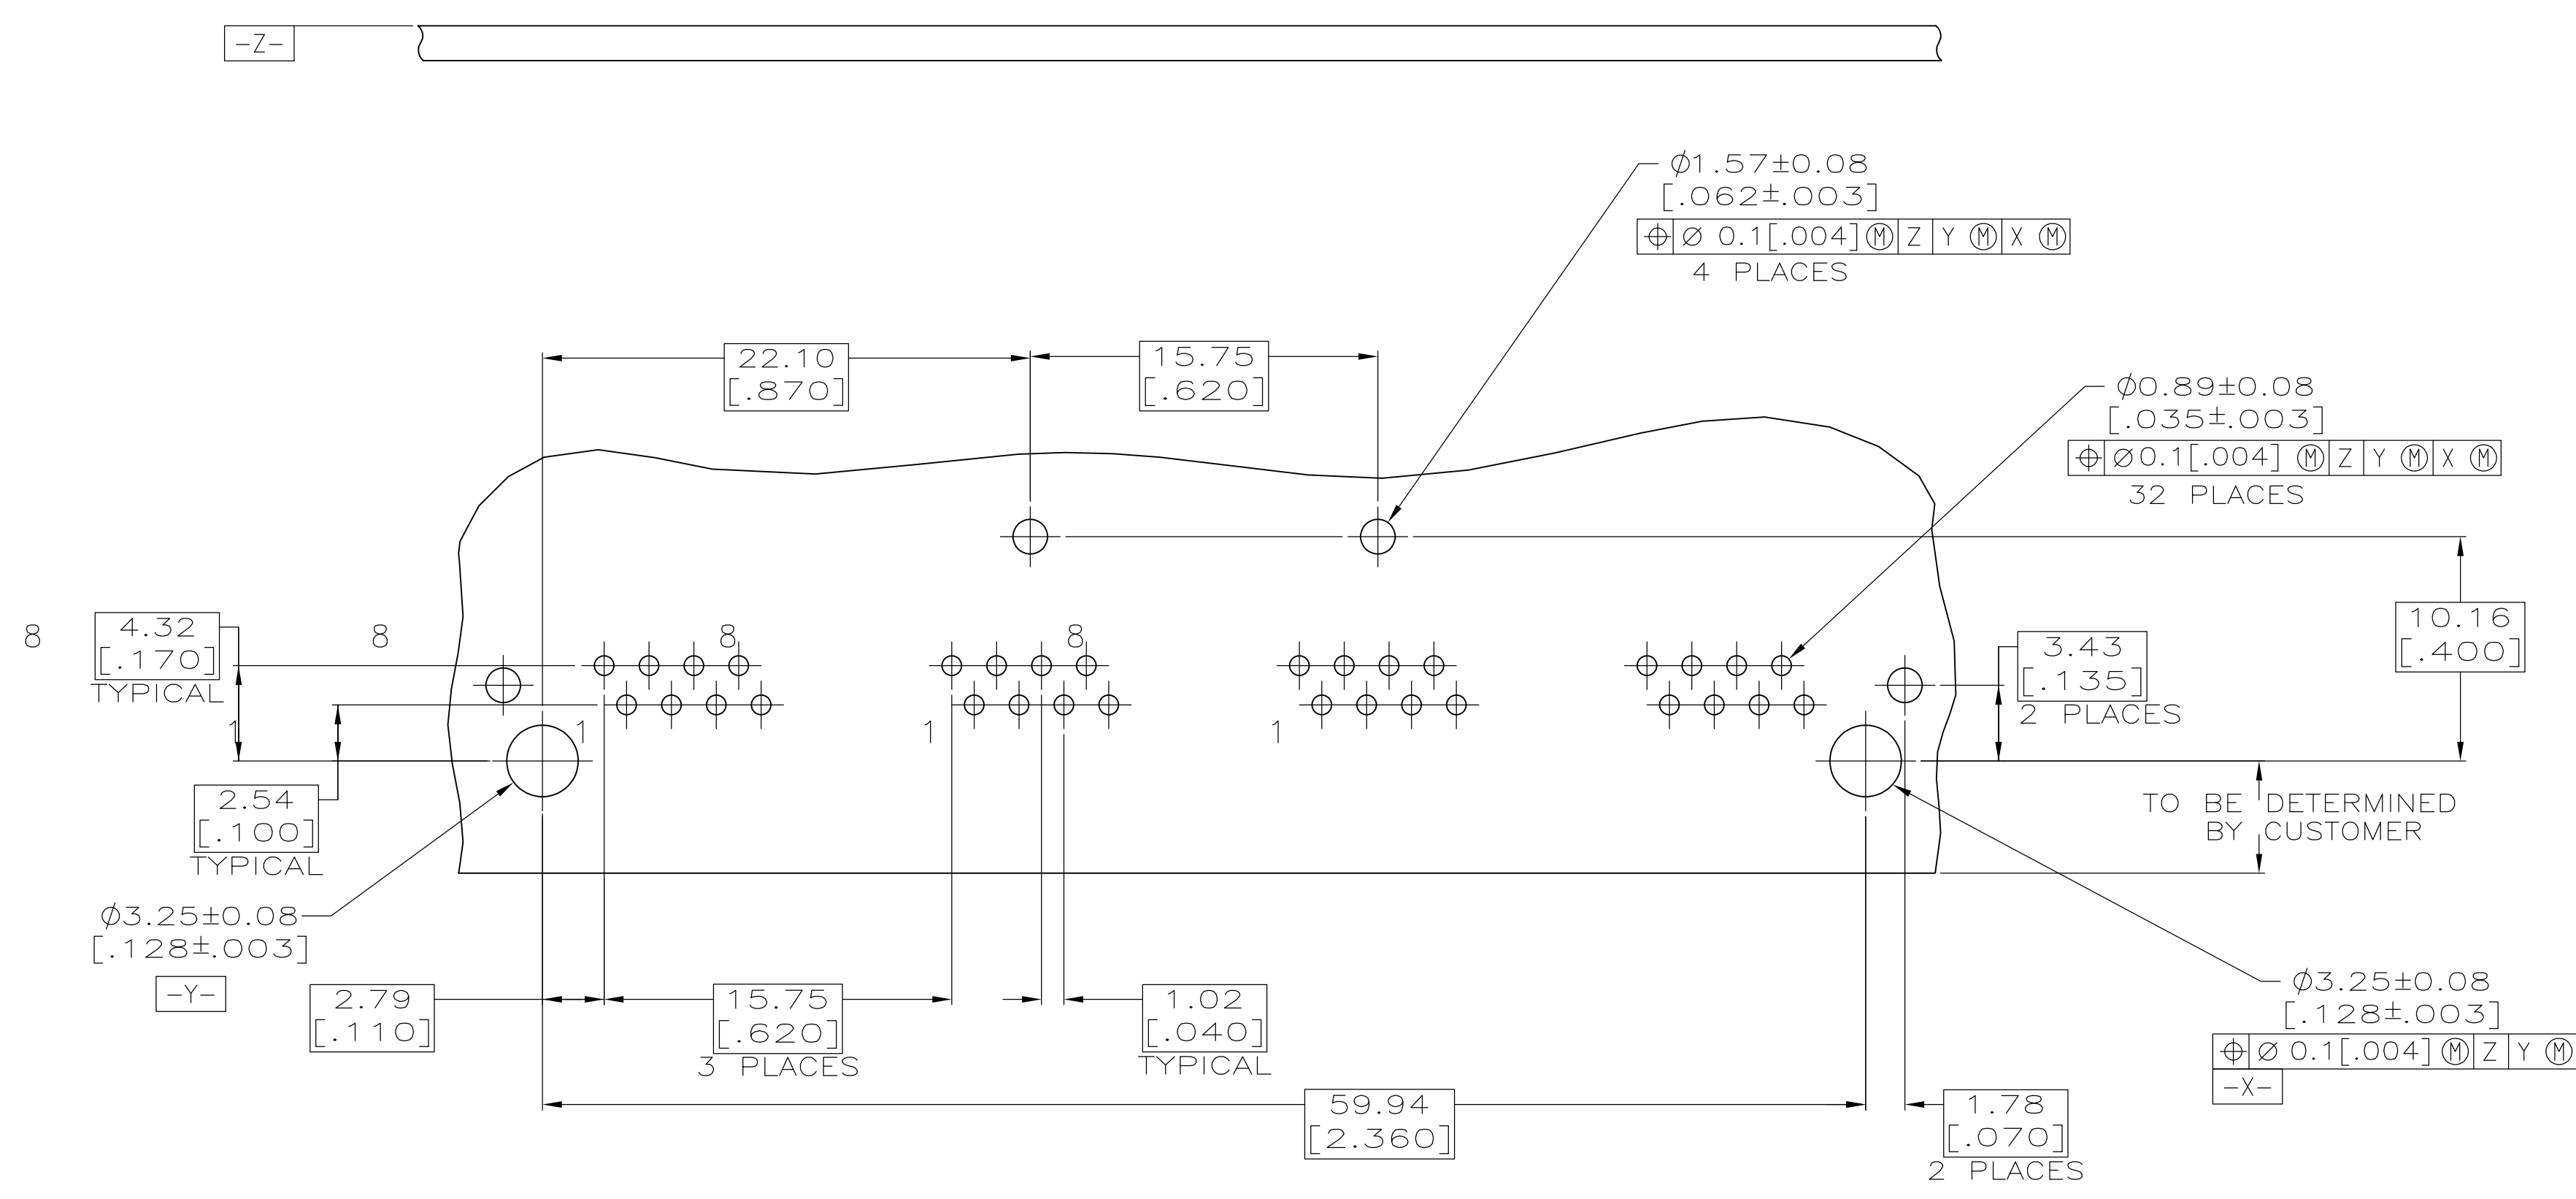 -Z-
Ø1.57±0.08
[.062±.003]
⌖ Ø 0.1[.004] Ⓜ Z Y Ⓜ X Ⓜ
4 PLACES
22.10
[.870]
15.75
[.620]
Ø0.89±0.08
[.035±.003]
⌖ Ø0.1[.004] Ⓜ Z Y Ⓜ X Ⓜ
32 PLACES
8
4.32
[.170]
TYPICAL
8
8
8
10.16
[.400]
3.43
[.135]
2 PLACES
1
1
1
1
2.54
[.100]
TYPICAL
TO BE DETERMINED
BY CUSTOMER
Ø3.25±0.08
[.128±.003]
-Y-
2.79
[.110]
15.75
[.620]
3 PLACES
1.02
[.040]
TYPICAL
Ø3.25±0.08
[.128±.003]
⌖ Ø 0.1[.004] Ⓜ Z Y Ⓜ
-X-
59.94
[2.360]
1.78
[.070]
2 PLACES